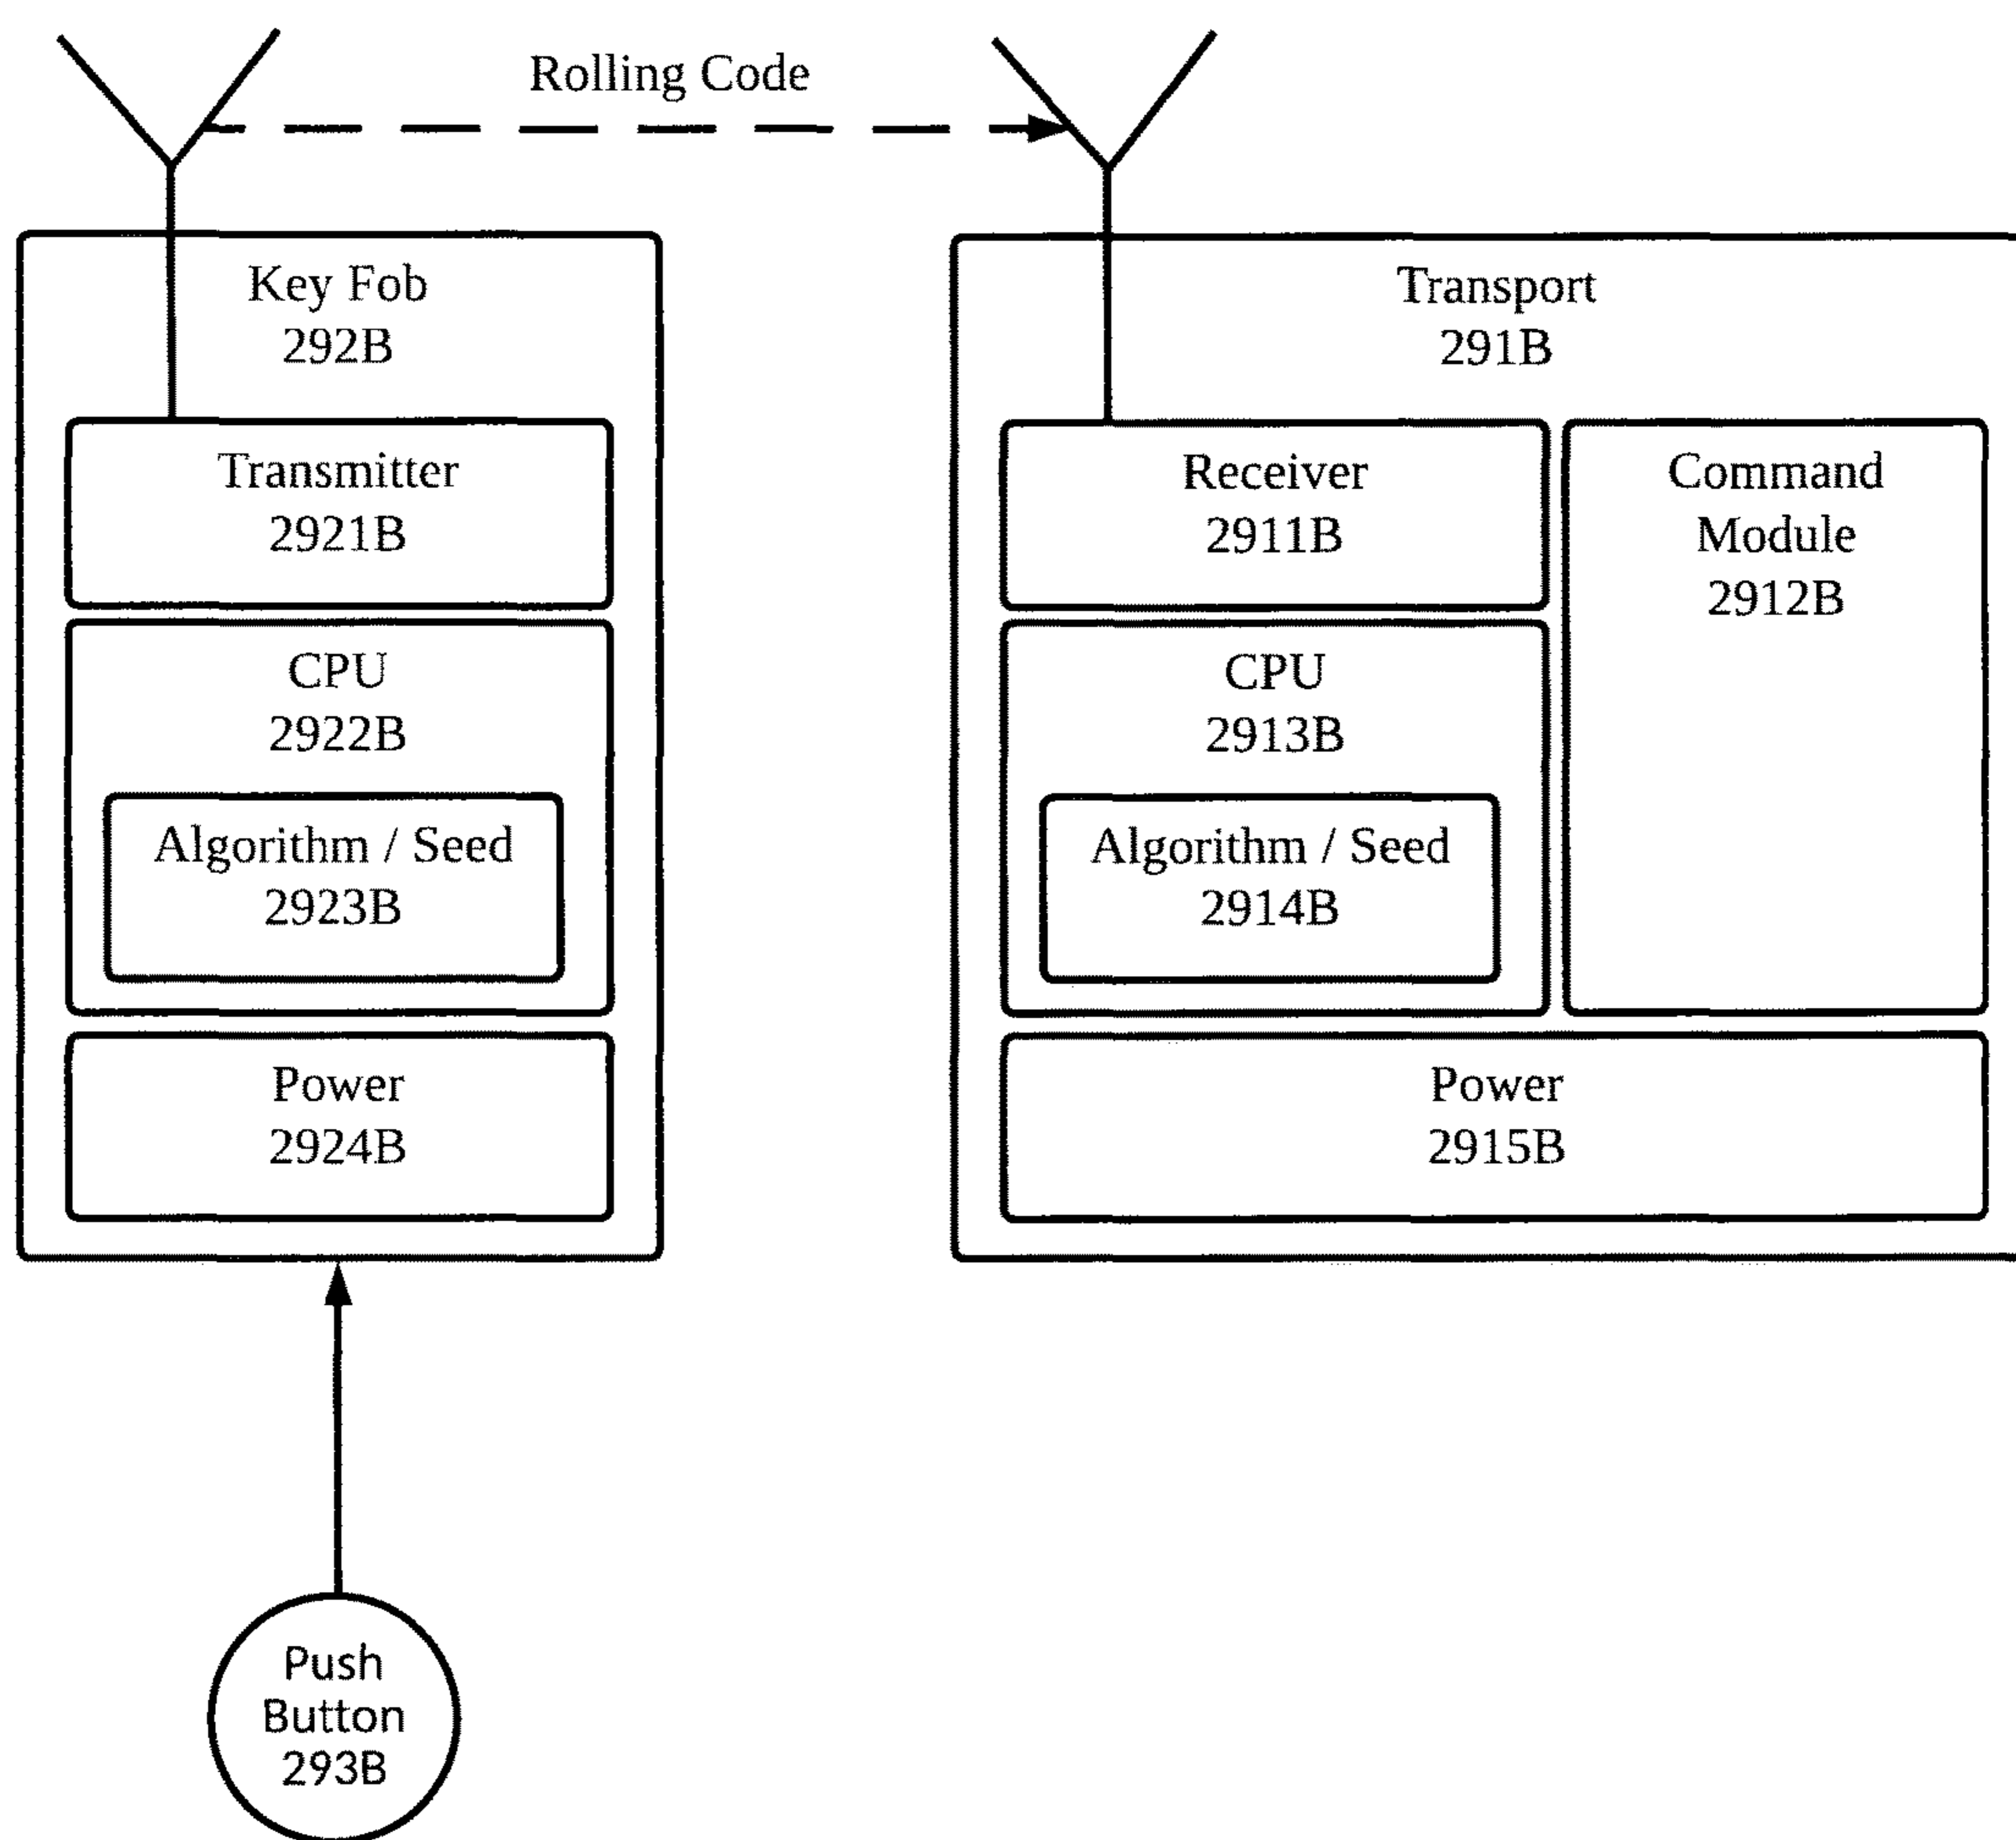 Rolling Code
Key Fob
292B
Transmitter
2921B
CPU
2922B
Algorithm / Seed
2923B
Power
2924B
Transport
291B
Receiver
2911B
Command
Module
2912B
CPU
2913B
Algorithm / Seed
2914B
Power
2915B
Push
Button
293B